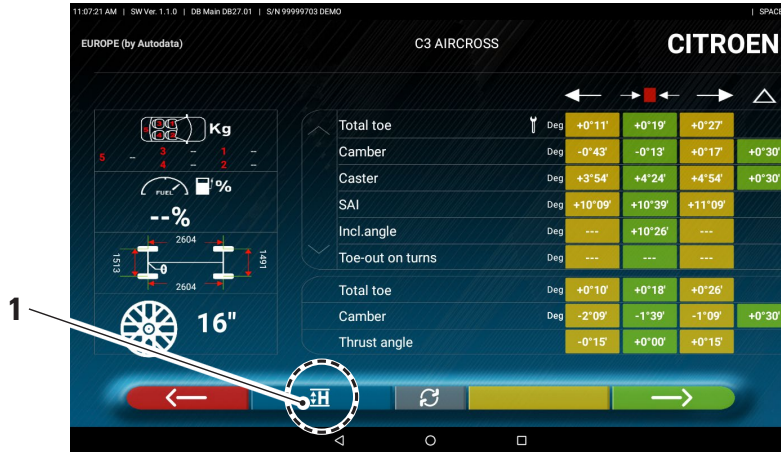 11:07:21 AM | SW Ver. 1.1.0 | DB Main DB27.01 | S/N 99999703 DEMO | SPACE
EUROPE (by Autodata) C3 AIRCROSS CITROEN
Kg
5 - 3 - 1 -
4 - 2 -
FUEL %
--%
2604
1513 0 1491
2604
16"
Total toe Deg +0°11' +0°19' +0°27'
Camber Deg -0°43' -0°13' +0°17' +0°30'
Caster Deg +3°54' +4°24' +4°54' +0°30'
SAI Deg +10°09' +10°39' +11°09'
Incl.angle Deg --- +10°26' ---
Toe-out on turns Deg --- --- ---
Total toe Deg +0°10' +0°18' +0°26'
Camber Deg -2°09' -1°39' -1°09' +0°30'
Thrust angle -0°15' +0°00' +0°15'
1
H